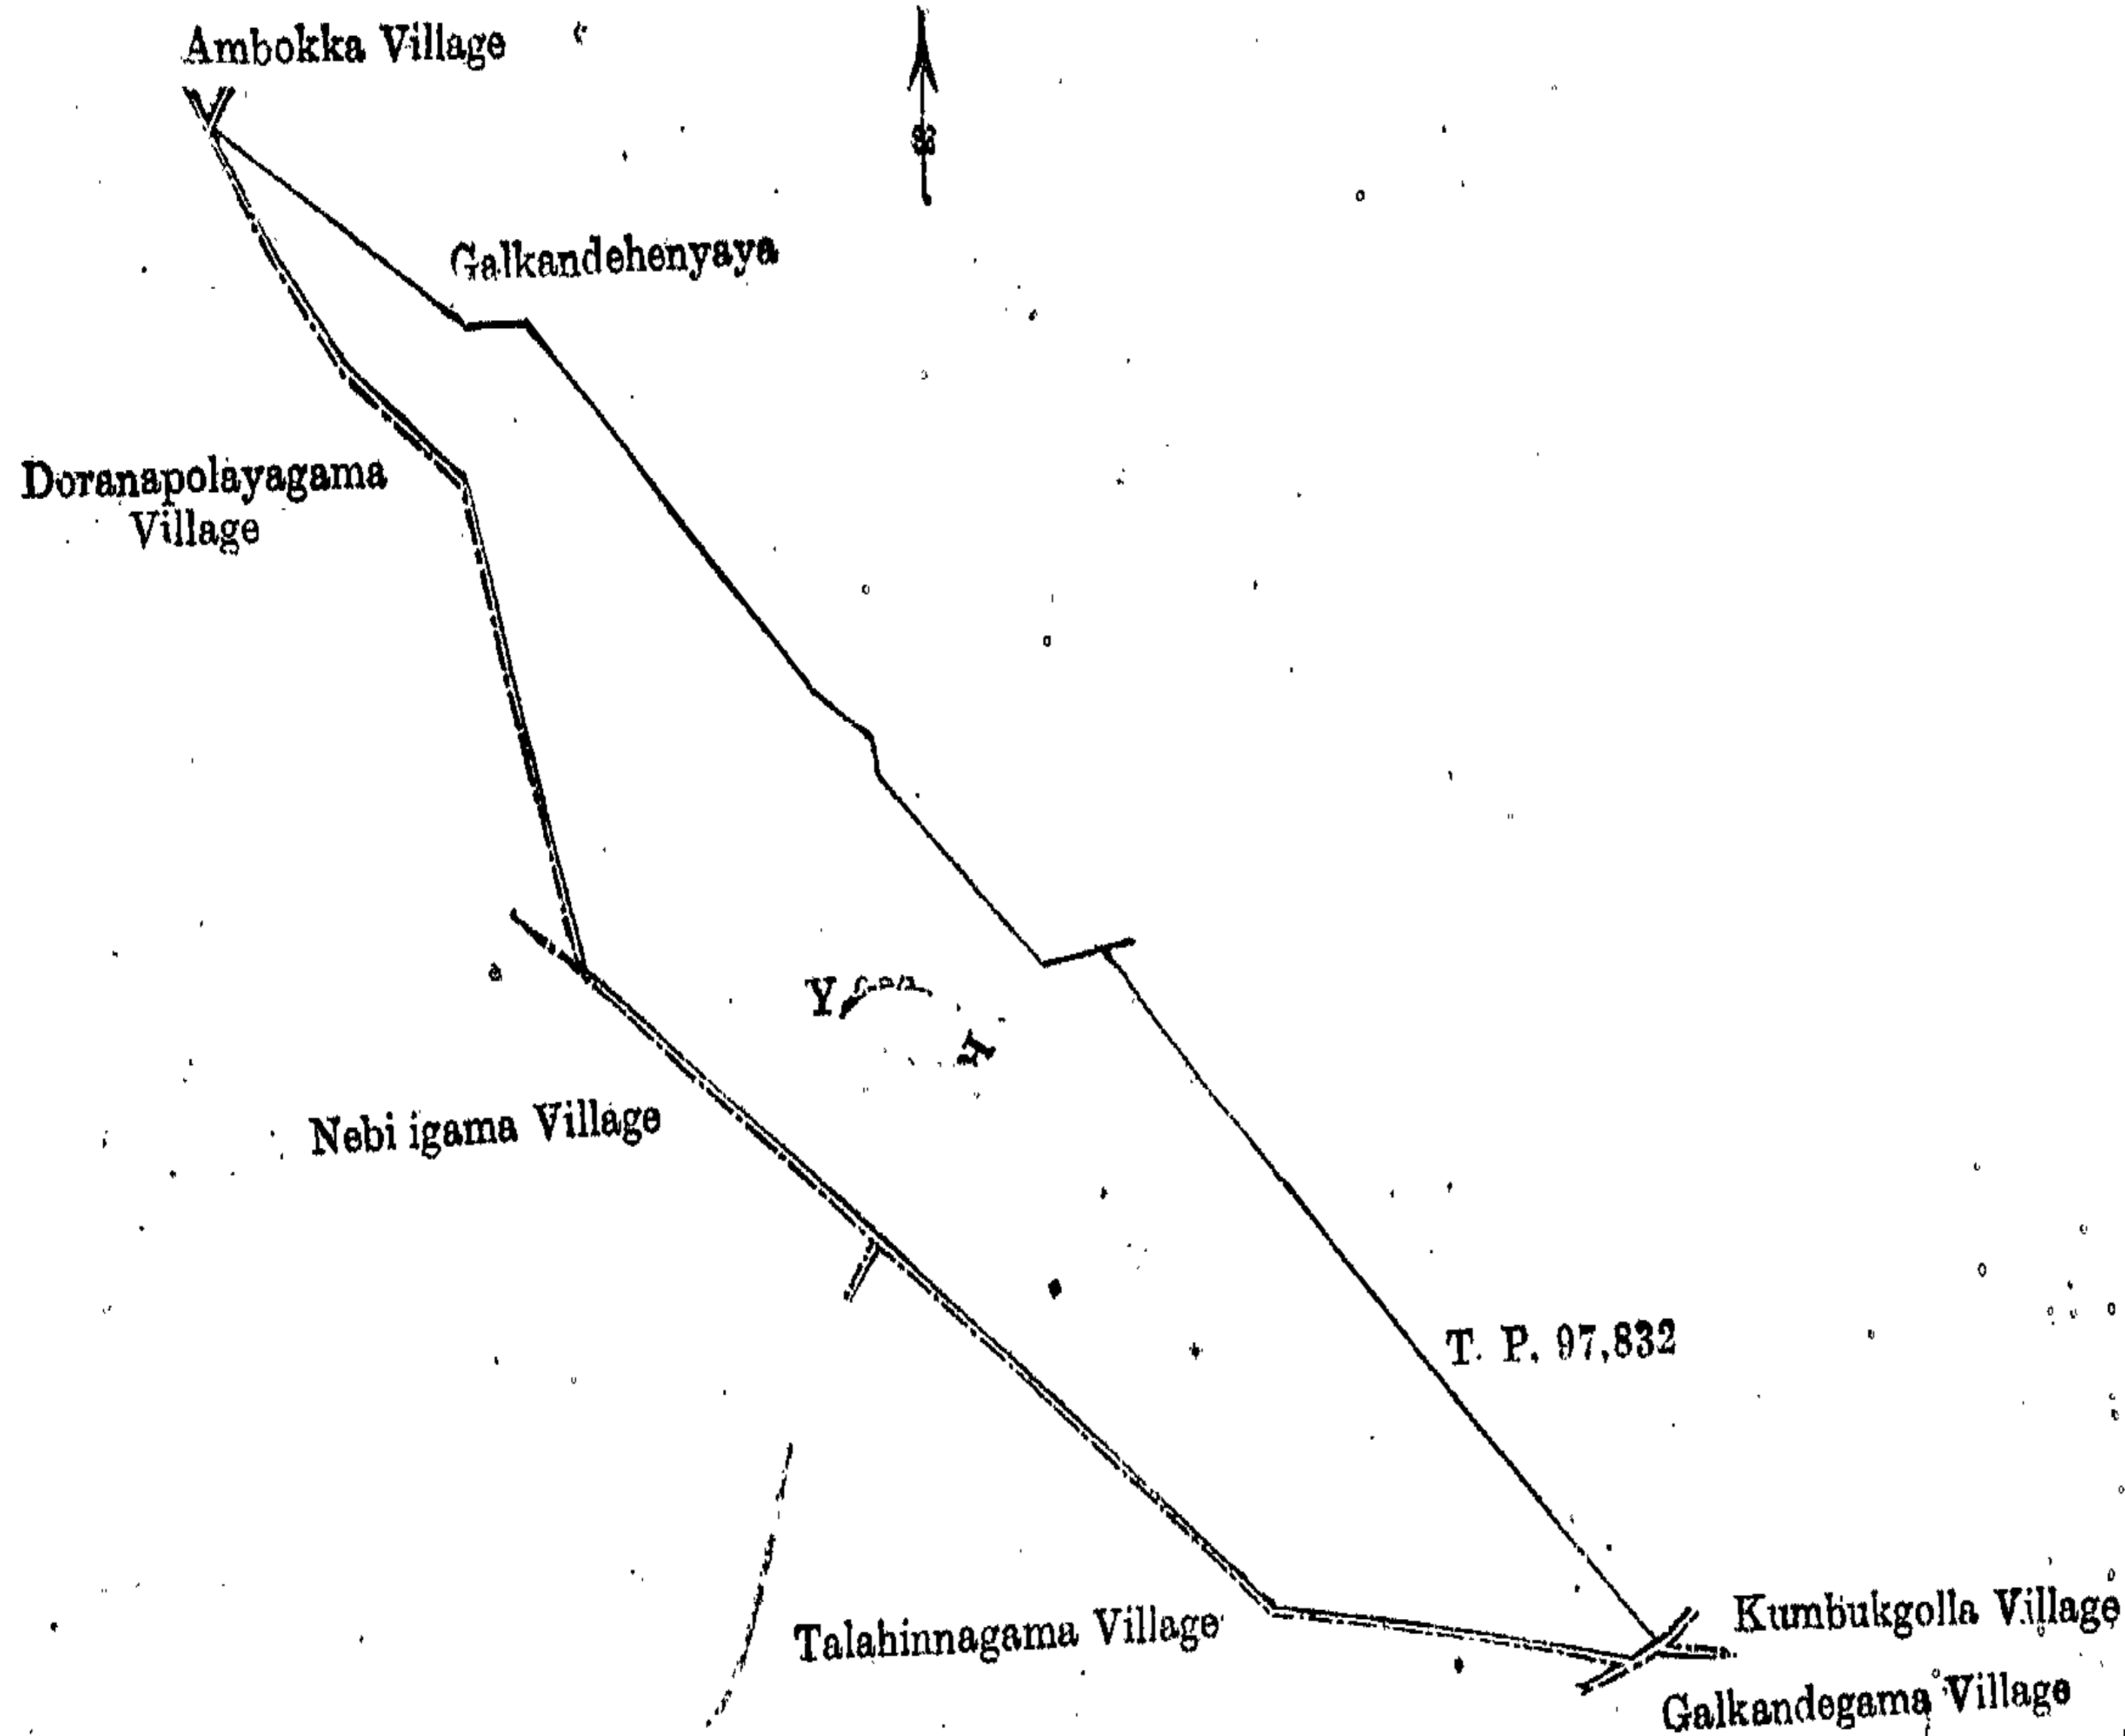 Ambokka Village
Galkandehenyaya
Doranapolayagama
Village
Y
Nebi igama Village
T. P. 97,832
Talahinnagama Village
Kumbukgolla Village
Galkandegama Village